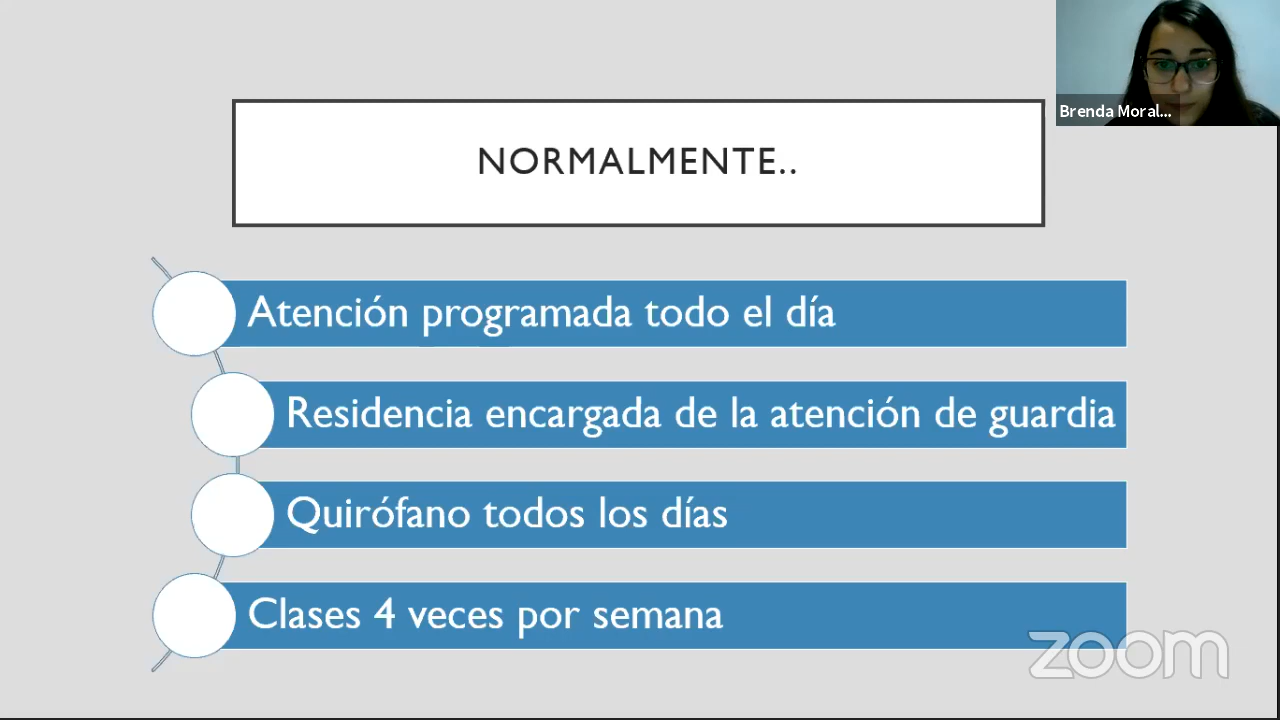 Brenda Moral...
NORMALMENTE..
Atención programada todo el día
Residencia encargada de la atención de guardia
Quirófano todos los días
Clases 4 veces por semana
zoom